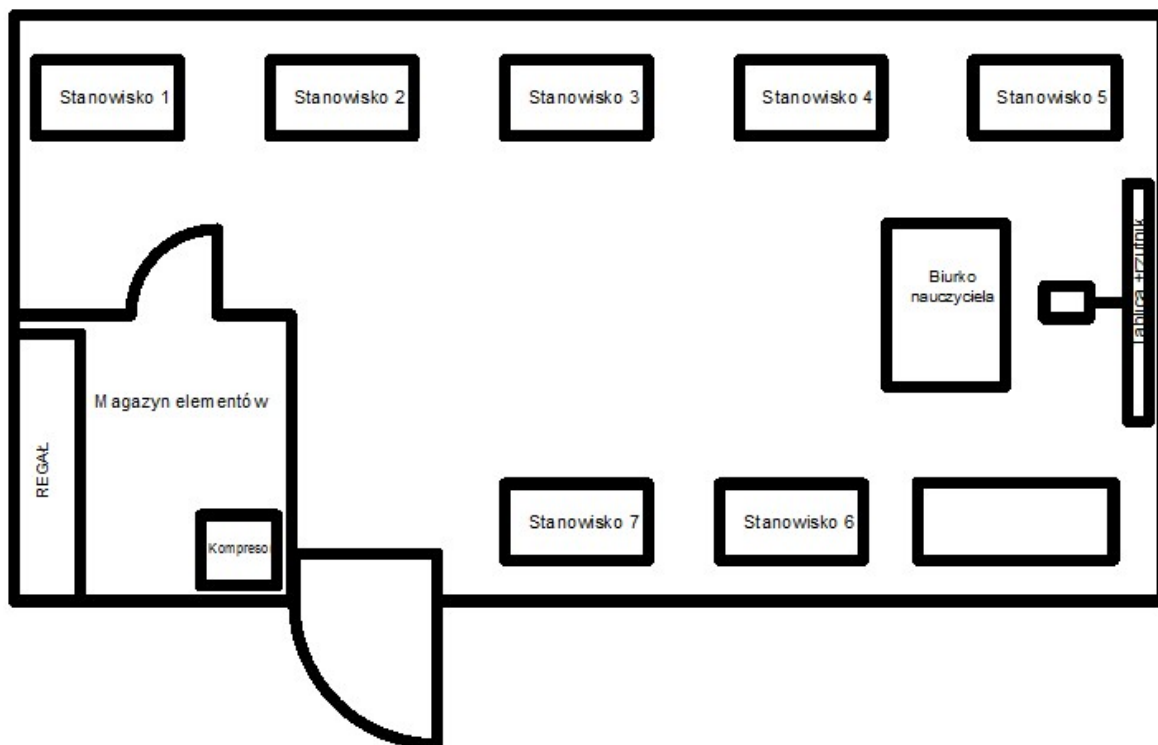 Stanowisko 1
Stanowisko 2
Stanowisko 3
Stanowisko 4
Stanowisko 5
Tablica +rzutnik
Biurko
nauczyciela
Magazyn elementów
REGAŁ
Kompresor
Stanowisko 7
Stanowisko 6